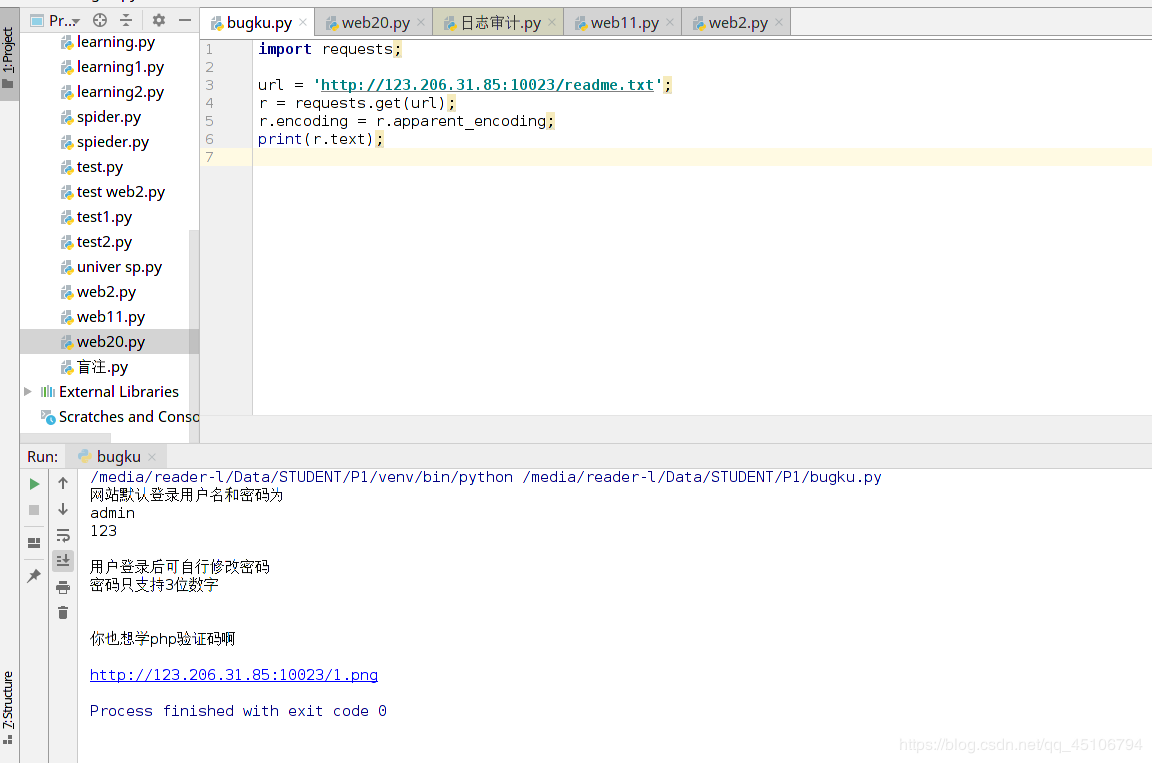 1: Project
Pr...
learning.py
learning1.py
learning2.py
spider.py
spieder.py
test.py
test web2.py
test1.py
test2.py
univer sp.py
web2.py
web11.py
web20.py
盲注.py
External Libraries
Scratches and Conso
bugku.py
web20.py
日志审计.py
web11.py
web2.py
1 import requests;
2
3 url = 'http://123.206.31.85:10023/readme.txt';
4 r = requests.get(url);
5 r.encoding = r.apparent_encoding;
6 print(r.text);
7
Run: bugku
/media/reader-l/Data/STUDENT/P1/venv/bin/python /media/reader-l/Data/STUDENT/P1/bugku.py
网站默认登录用户名和密码为
admin
123
用户登录后可自行修改密码
密码只支持3位数字
你也想学php验证码啊
http://123.206.31.85:10023/1.png
Process finished with exit code 0
7: Structure
https://blog.csdn.net/qq_45106794